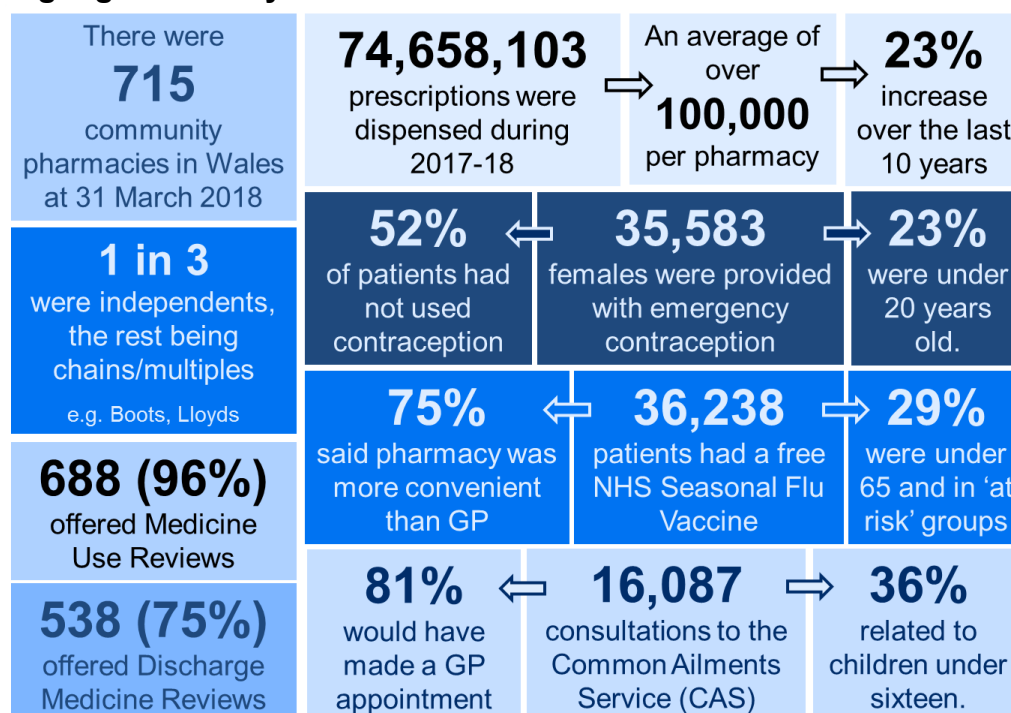 There were
715
community
pharmacies in Wales
at 31 March 2018
1 in 3
were independents,
the rest being
chains/multiples
e.g. Boots, Lloyds
688 (96%)
offered Medicine
Use Reviews
538 (75%)
offered Discharge
Medicine Reviews
74,658,103
prescriptions were
dispensed during
2017-18
An average of
over
100,000
per pharmacy
23%
increase
over the last
10 years
52%
of patients had
not used
contraception
35,583
females were provided
with emergency
contraception
23%
were under
20 years
old.
75%
said pharmacy was
more convenient
than GP
36,238
patients had a free
NHS Seasonal Flu
Vaccine
29%
were under
65 and in ‘at
risk’ groups
81%
would have
made a GP
appointment
16,087
consultations to the
Common Ailments
Service (CAS)
36%
related to
children under
sixteen.